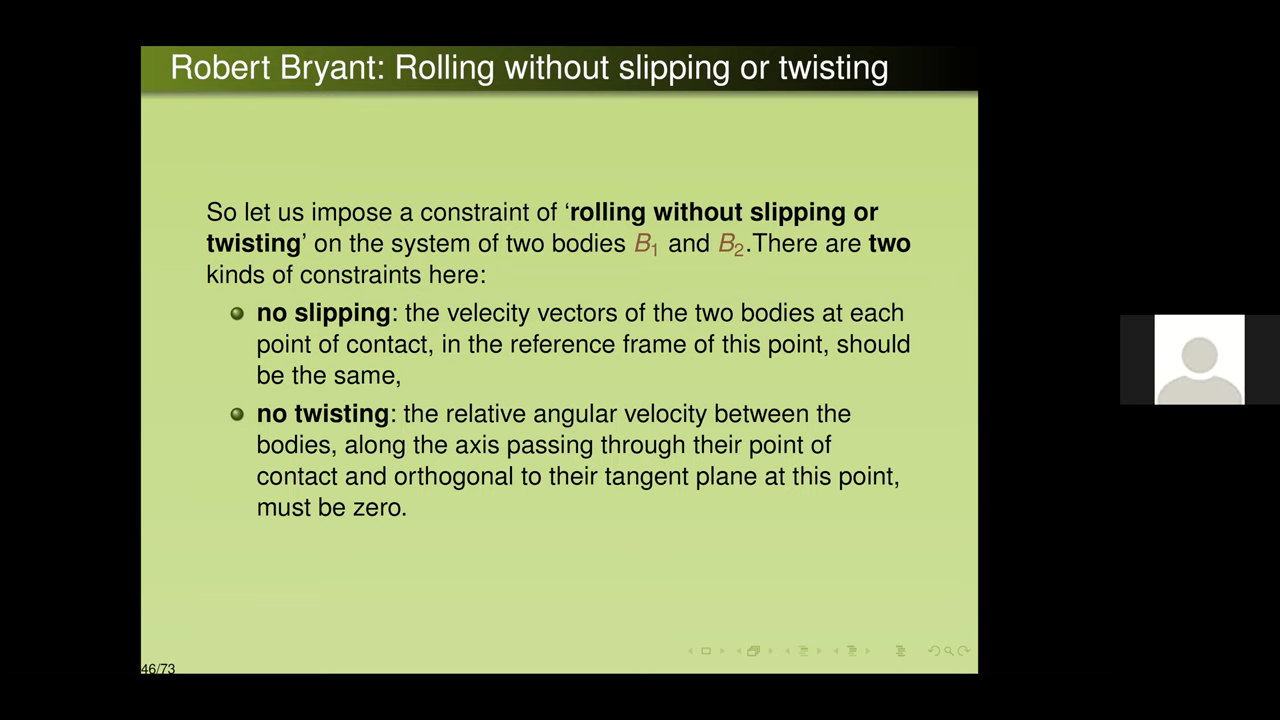 Robert Bryant: Rolling without slipping or twisting
So let us impose a constraint of ‘rolling without slipping or
twisting’ on the system of two bodies B₁ and B₂.There are two
kinds of constraints here:
no slipping: the velecity vectors of the two bodies at each
point of contact, in the reference frame of this point, should
be the same,
no twisting: the relative angular velocity between the
bodies, along the axis passing through their point of
contact and orthogonal to their tangent plane at this point,
must be zero.
46/73